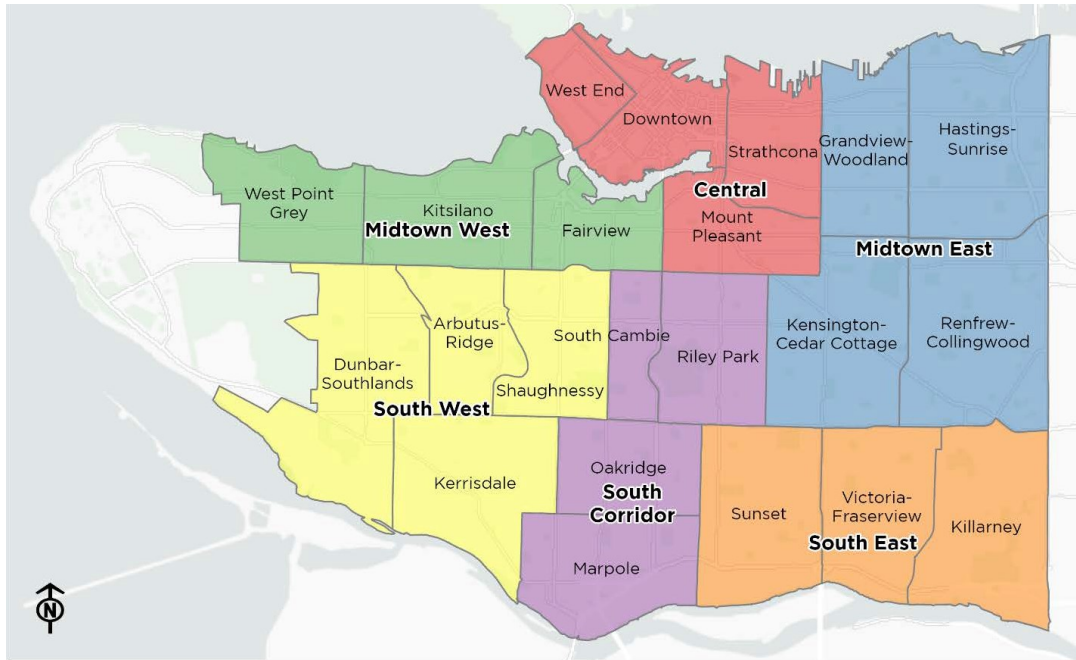 West End
Downtown
Strathcona
Grandview-
Woodland
Hastings-
Sunrise
West Point
Grey
Kitsilano
Midtown West
Fairview
Central
Mount
Pleasant
Midtown East
Dunbar-
Southlands
Arbutus-
Ridge
South Cambie
Shaughnessy
Riley Park
Kensington-
Cedar Cottage
Renfrew-
Collingwood
South West
Kerrisdale
Oakridge
South
Corridor
Marpole
Sunset
Victoria-
Fraserview
South East
Killarney
N